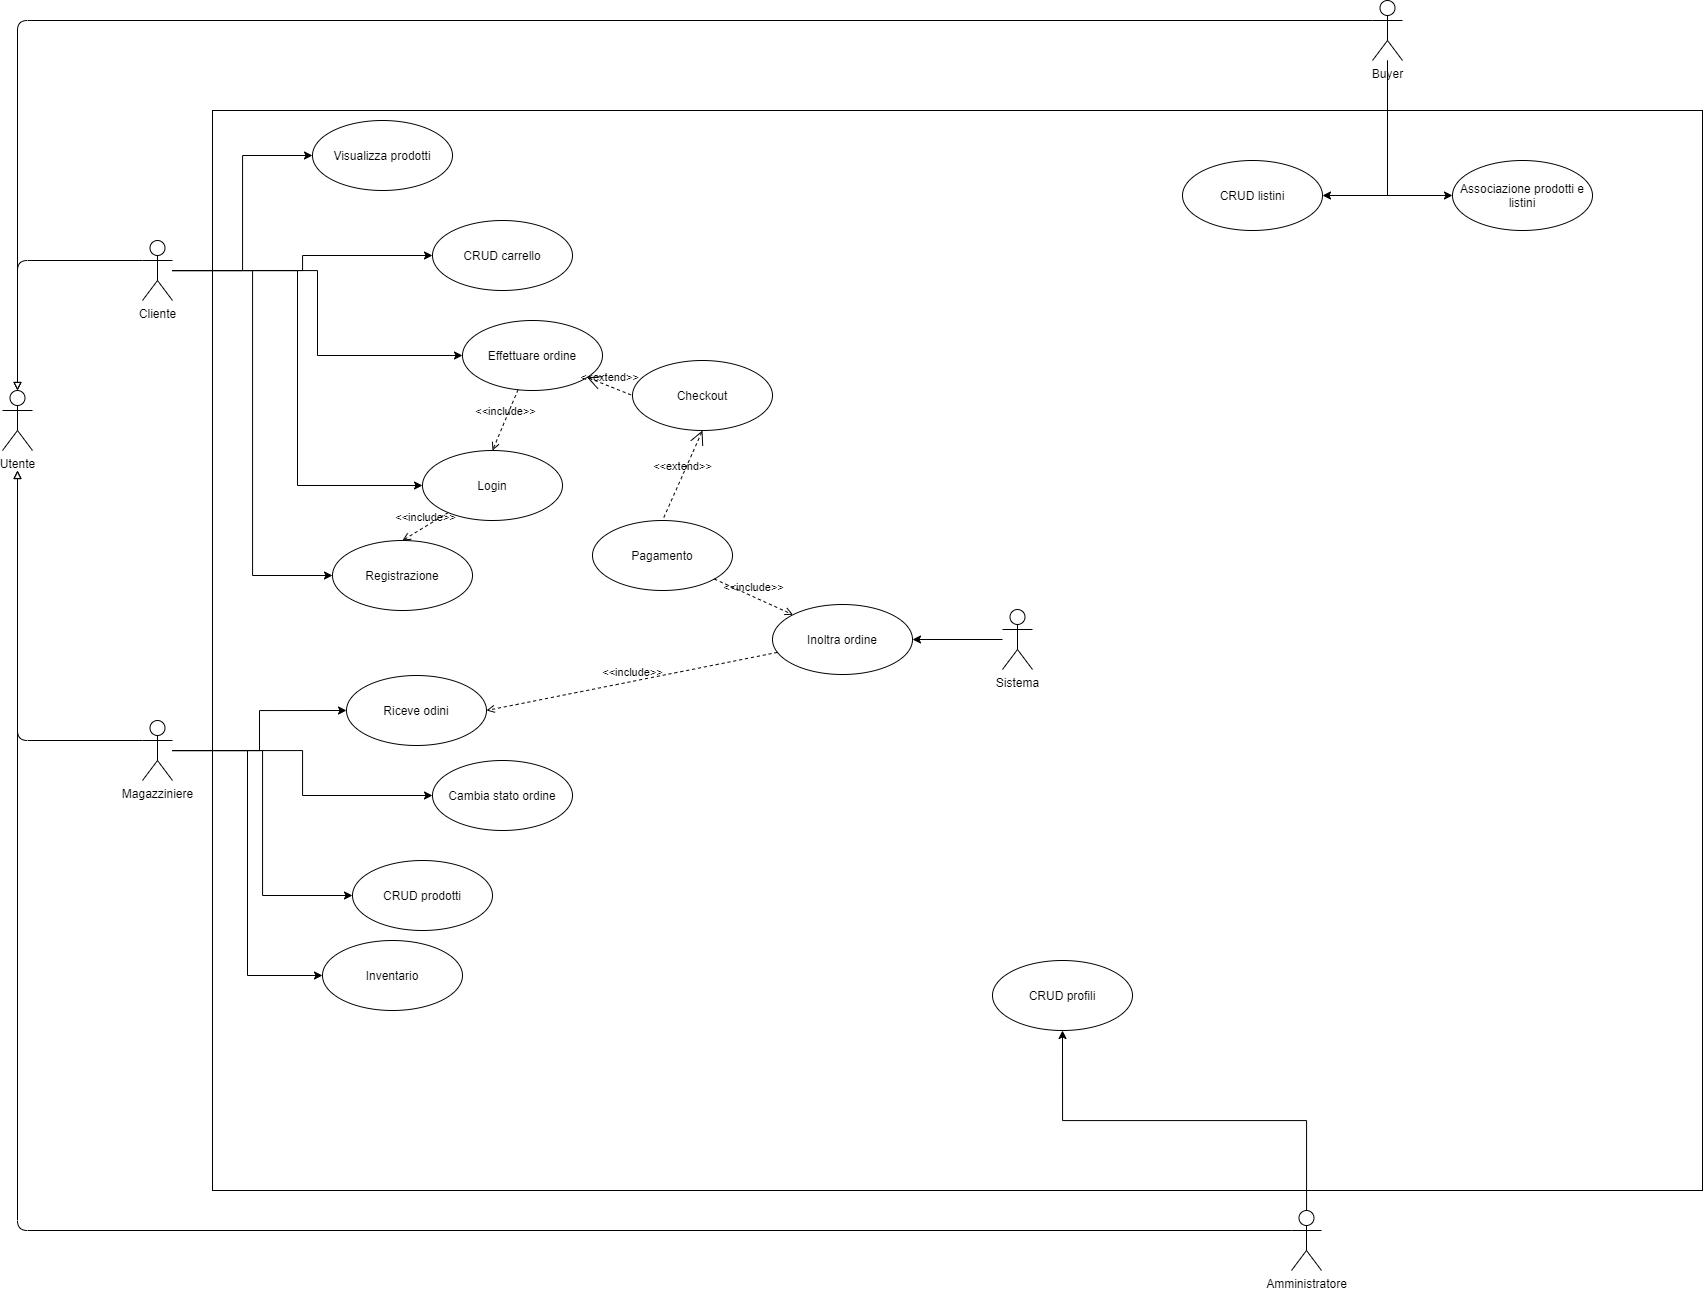 Buyer
Visualizza prodotti
CRUD listini
Associazione prodotti e
listini
CRUD carrello
Cliente
Effettuare ordine
<<extend>>
Checkout
<<include>>
Utente
<<extend>>
Login
<<include>>
Registrazione
Pagamento
<<include>>
Inoltra ordine
Sistema
<<include>>
Riceve odini
Magazziniere
Cambia stato ordine
CRUD prodotti
Inventario
CRUD profili
Amministratore